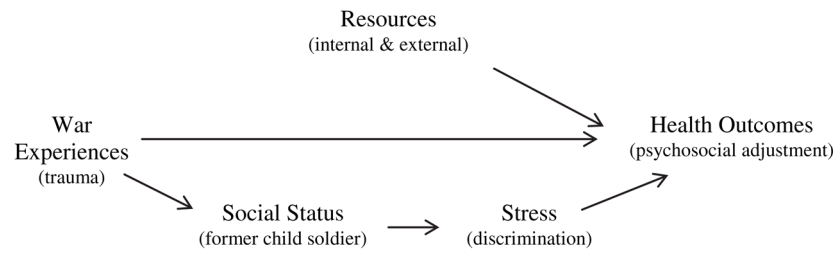 Resources
(internal & external)
War
Experiences
(trauma)
Health Outcomes
(psychosocial adjustment)
Social Status
(former child soldier)
Stress
(discrimination)